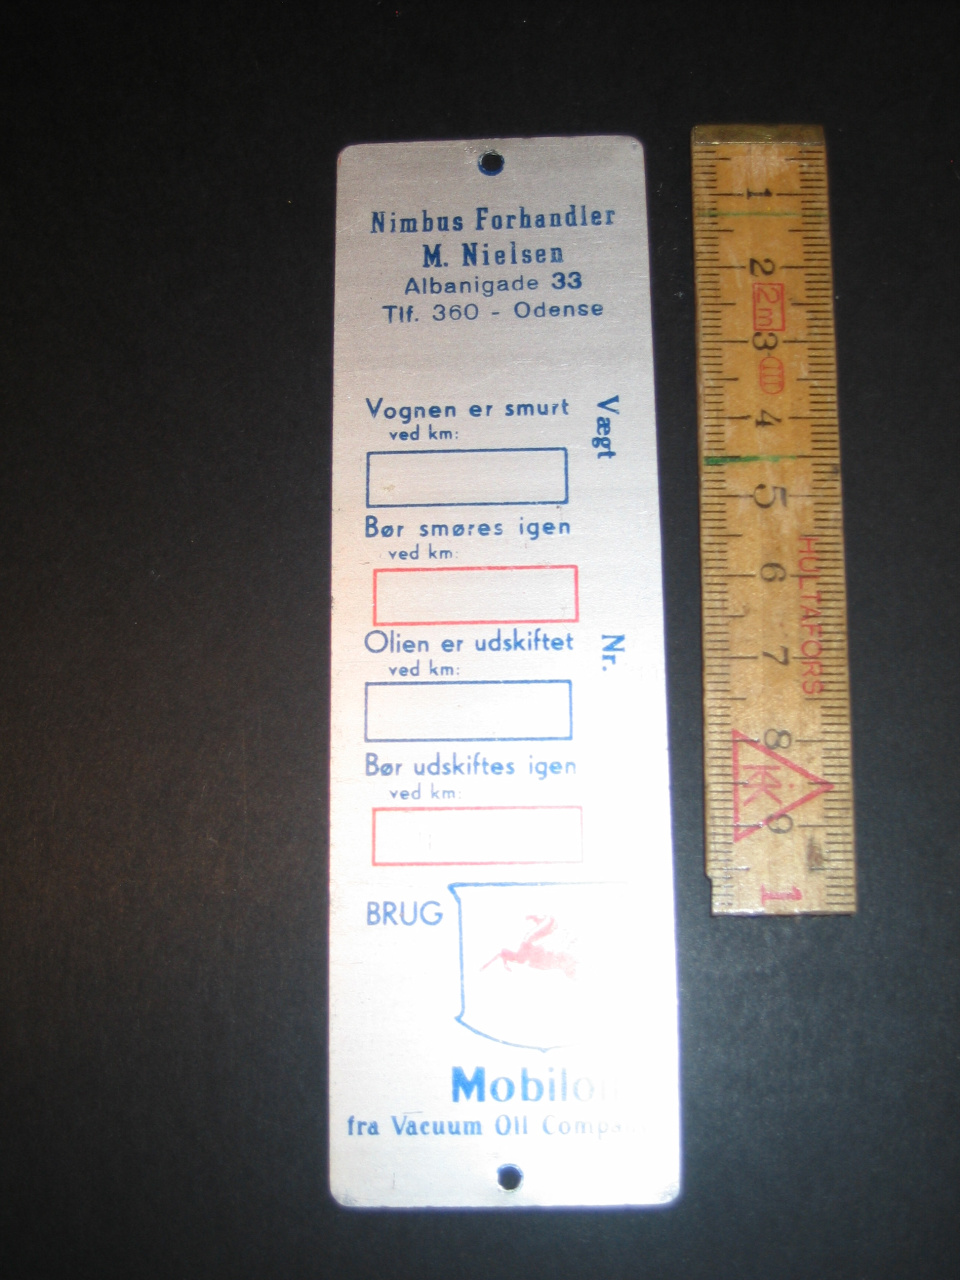 Nimbus Forhandler
M. Nielsen
Albanigade 33
Tlf. 360 - Odense
Vognen er smurt
ved km:
Vægt
Bør smøres igen
ved km:
Olien er udskiftet
ved km:
Nr.
Bør udskiftes igen
ved km:
BRUG
Mobilo
fra Vacuum Oil Compa
1
2
2m
3
4
5
6
HULTAFORS
7
8
9
1